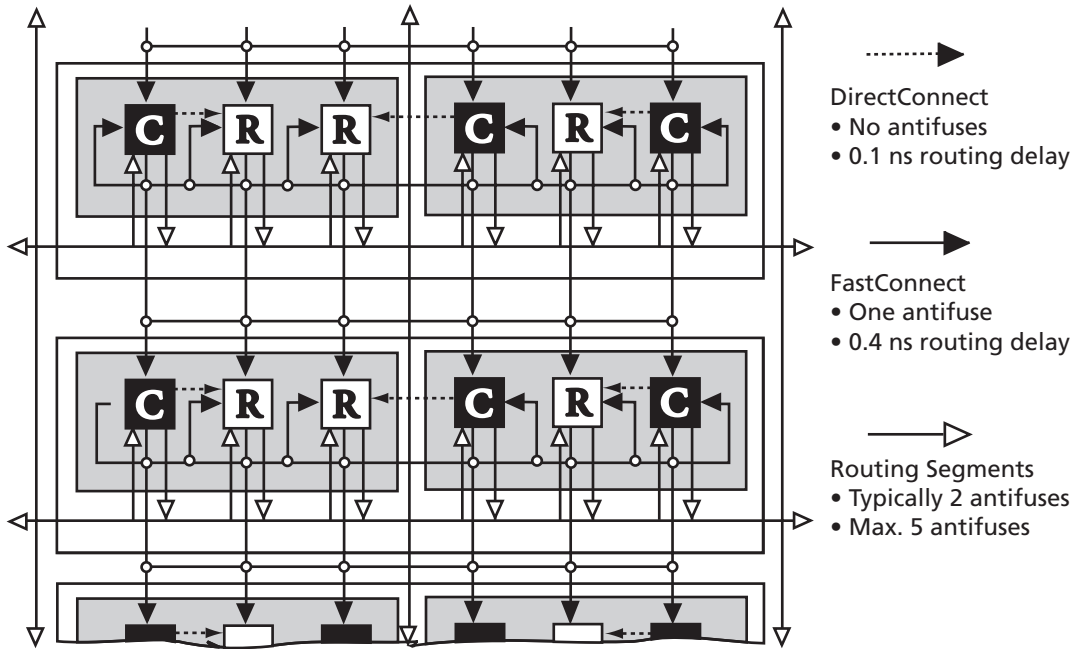 C R R C R C
C R R C R C
DirectConnect
• No antifuses
• 0.1 ns routing delay
FastConnect
• One antifuse
• 0.4 ns routing delay
Routing Segments
• Typically 2 antifuses
• Max. 5 antifuses